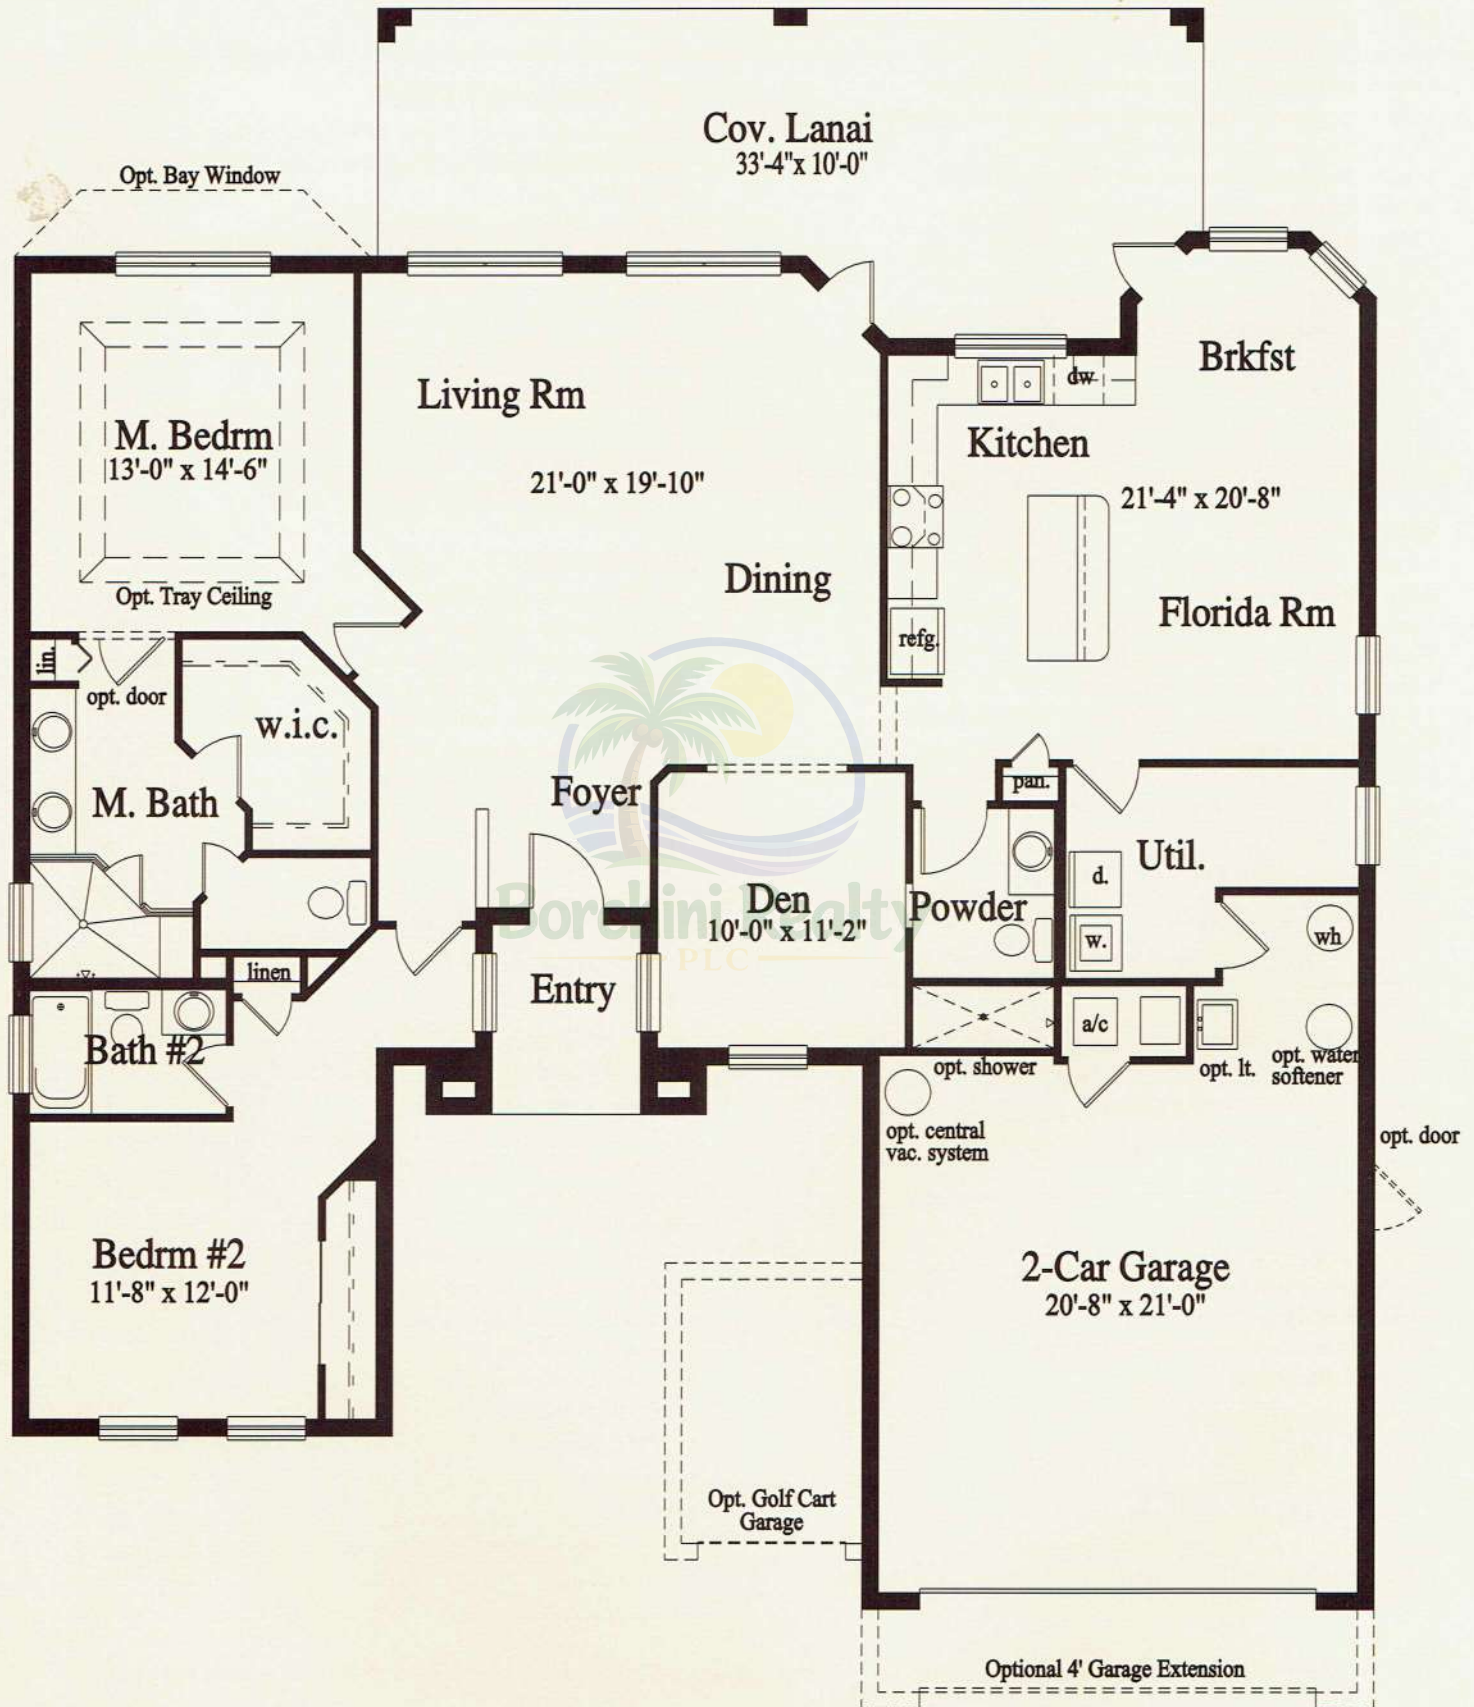 Cov. Lanai
33'-4"x 10'-0"
Opt. Bay Window
Living Rm
21'-0" x 19'-10"
Dining
M. Bedrm
13'-0" x 14'-6"
Opt. Tray Ceiling
Brkfst
dw
Kitchen
21'-4" x 20'-8"
Florida Rm
refg.
lin.
opt. door
w.i.c.
M. Bath
Foyer
pan.
Util.
d.
w.
wh
Den
10'-0" x 11'-2"
Powder
Borchini Realty
PLC
linen
Entry
Bath #2
a/c
opt. shower
opt. lt.
opt. water
softener
opt. central
vac. system
opt. door
Bedrm #2
11'-8" x 12'-0"
2-Car Garage
20'-8" x 21'-0"
Opt. Golf Cart
Garage
Optional 4' Garage Extension